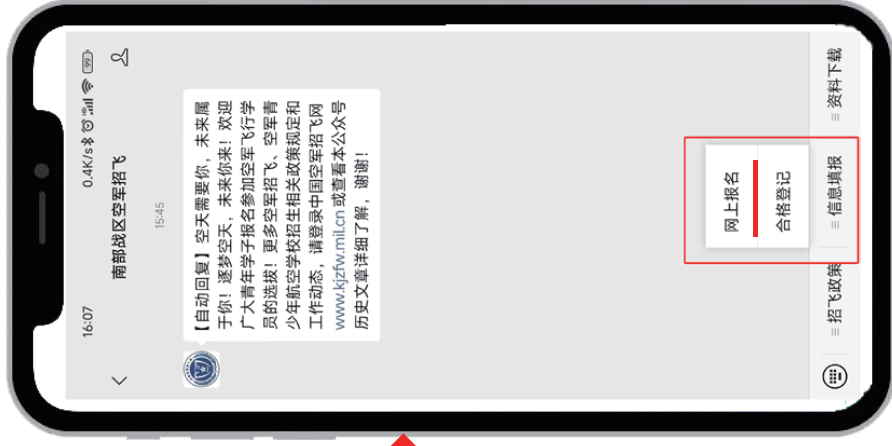 16:07
0.4K/s
99
南部战区空军招飞
15:45
【自动回复】空天需要你，未来属
于你！逐梦空天，未来你来！欢迎
广大青年学子报名参加空军飞行学
员的选拔！更多空军招飞、空军青
少年航空学校招生相关政策规定和
工作动态，请登录中国空军招飞网
www.kjzfw.mil.cn或查看本公众号
历史文章详细了解，谢谢！
网上报名
合格登记
招飞政策
信息填报
资料下载